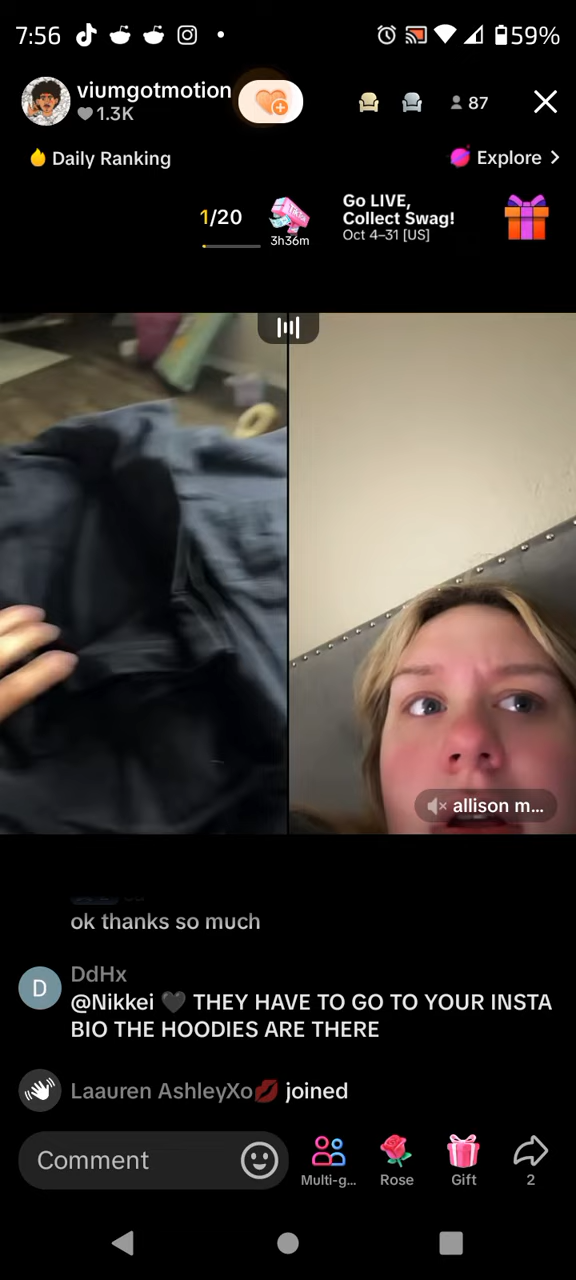 7:56
59%
viumgotmotion
1.3K
87
Daily Ranking
Explore >
1/20
3h36m
Go LIVE,
Collect Swag!
Oct 4–31 [US]
allison m...
ok thanks so much
DdHx
@Nikkei 🖤 THEY HAVE TO GO TO YOUR INSTA
BIO THE HOODIES ARE THERE
Laauren AshleyXo💋 joined
Comment
Multi-g...
Rose
Gift
2